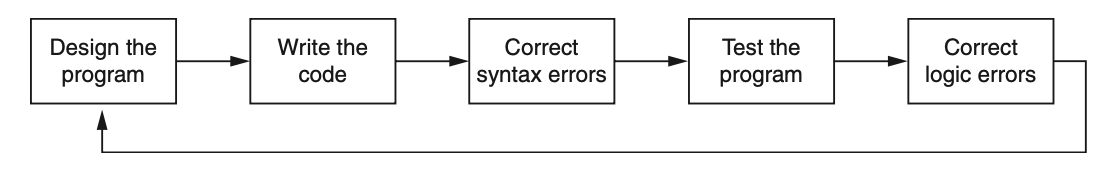 Design the
program
Write the
code
Correct
syntax errors
Test the
program
Correct
logic errors